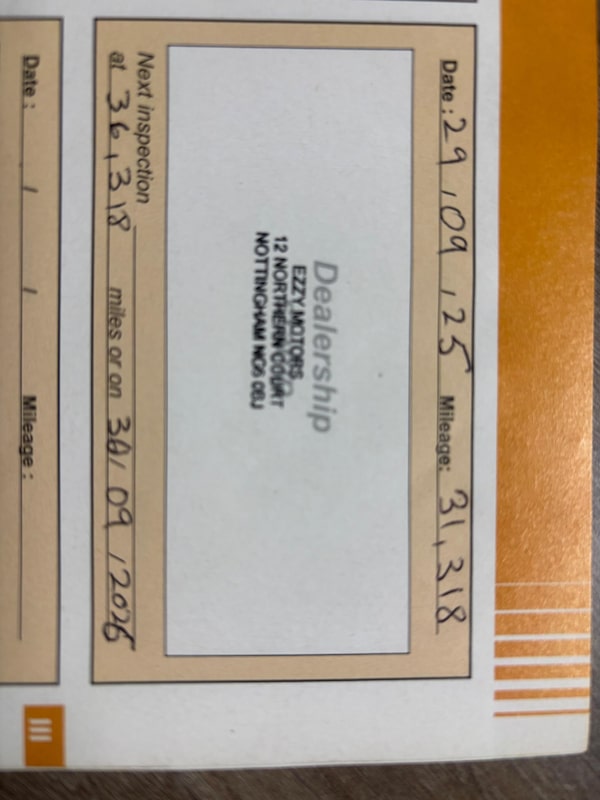 Date : 29 / 09 / 25 Mileage: 31,318
Dealership
EZZY MOTORS
12 NORTHERN COURT
NOTTINGHAM NG6 0BJ
Next inspection
at 36,318 miles or on 30/ 09 / 2026
Date : / / Mileage :